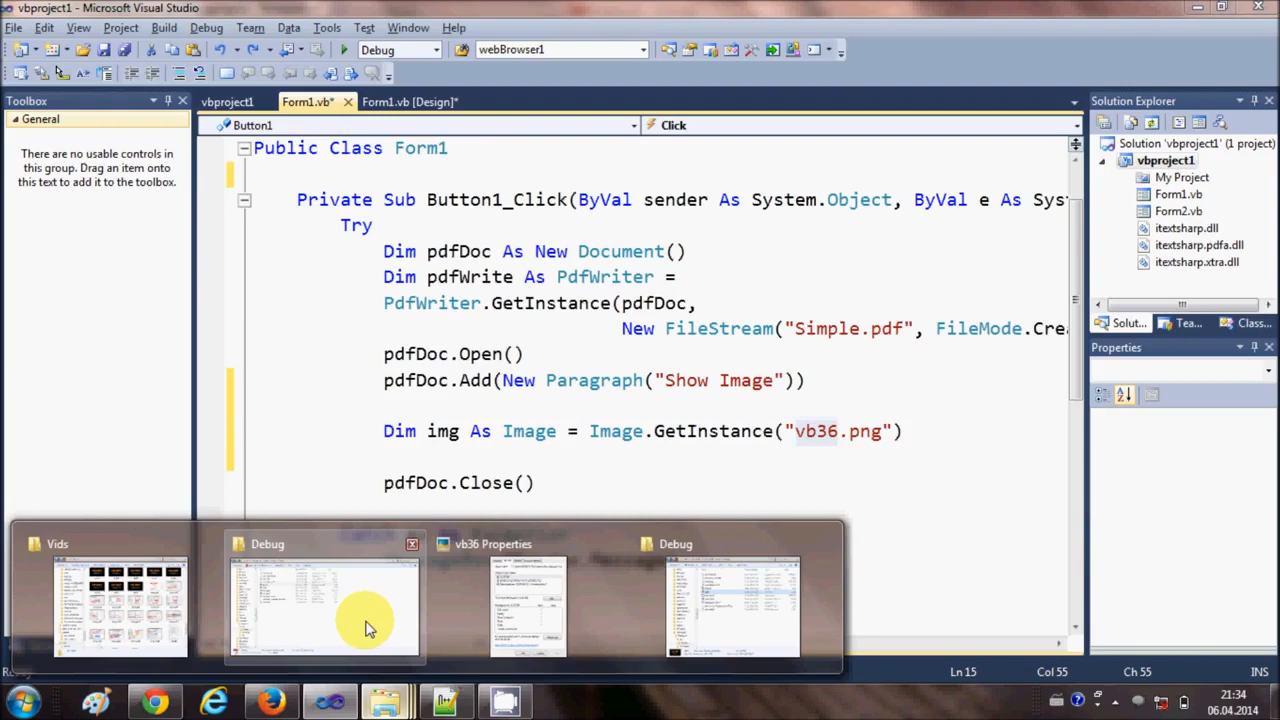 vbproject1 - Microsoft Visual Studio
File Edit View Project Build Debug Team Data Tools Test Window Help
Debug webBrowser1
Toolbox
vbproject1 Form1.vb* Form1.vb [Design]*
Solution Explorer
General
Button1 Click
There are no usable controls in this group. Drag an item onto this text to add it to the toolbox.
Public Class Form1
Private Sub Button1_Click(ByVal sender As System.Object, ByVal e As Sys
Try
Dim pdfDoc As New Document()
Dim pdfWrite As PdfWriter =
PdfWriter.GetInstance(pdfDoc,
New FileStream("Simple.pdf", FileMode.Cre
pdfDoc.Open()
pdfDoc.Add(New Paragraph("Show Image"))
Dim img As Image = Image.GetInstance("vb36.png")
pdfDoc.Close()
Solution 'vbproject1' (1 project)
vbproject1
My Project
Form1.vb
Form2.vb
itextsharp.dll
itextsharp.pdfa.dll
itextsharp.xtra.dll
Solut... Tea... Class...
Properties
Vids Debug vb36 Properties Debug
Ln 15 Col 55 Ch 55 INS
21:34
06.04.2014